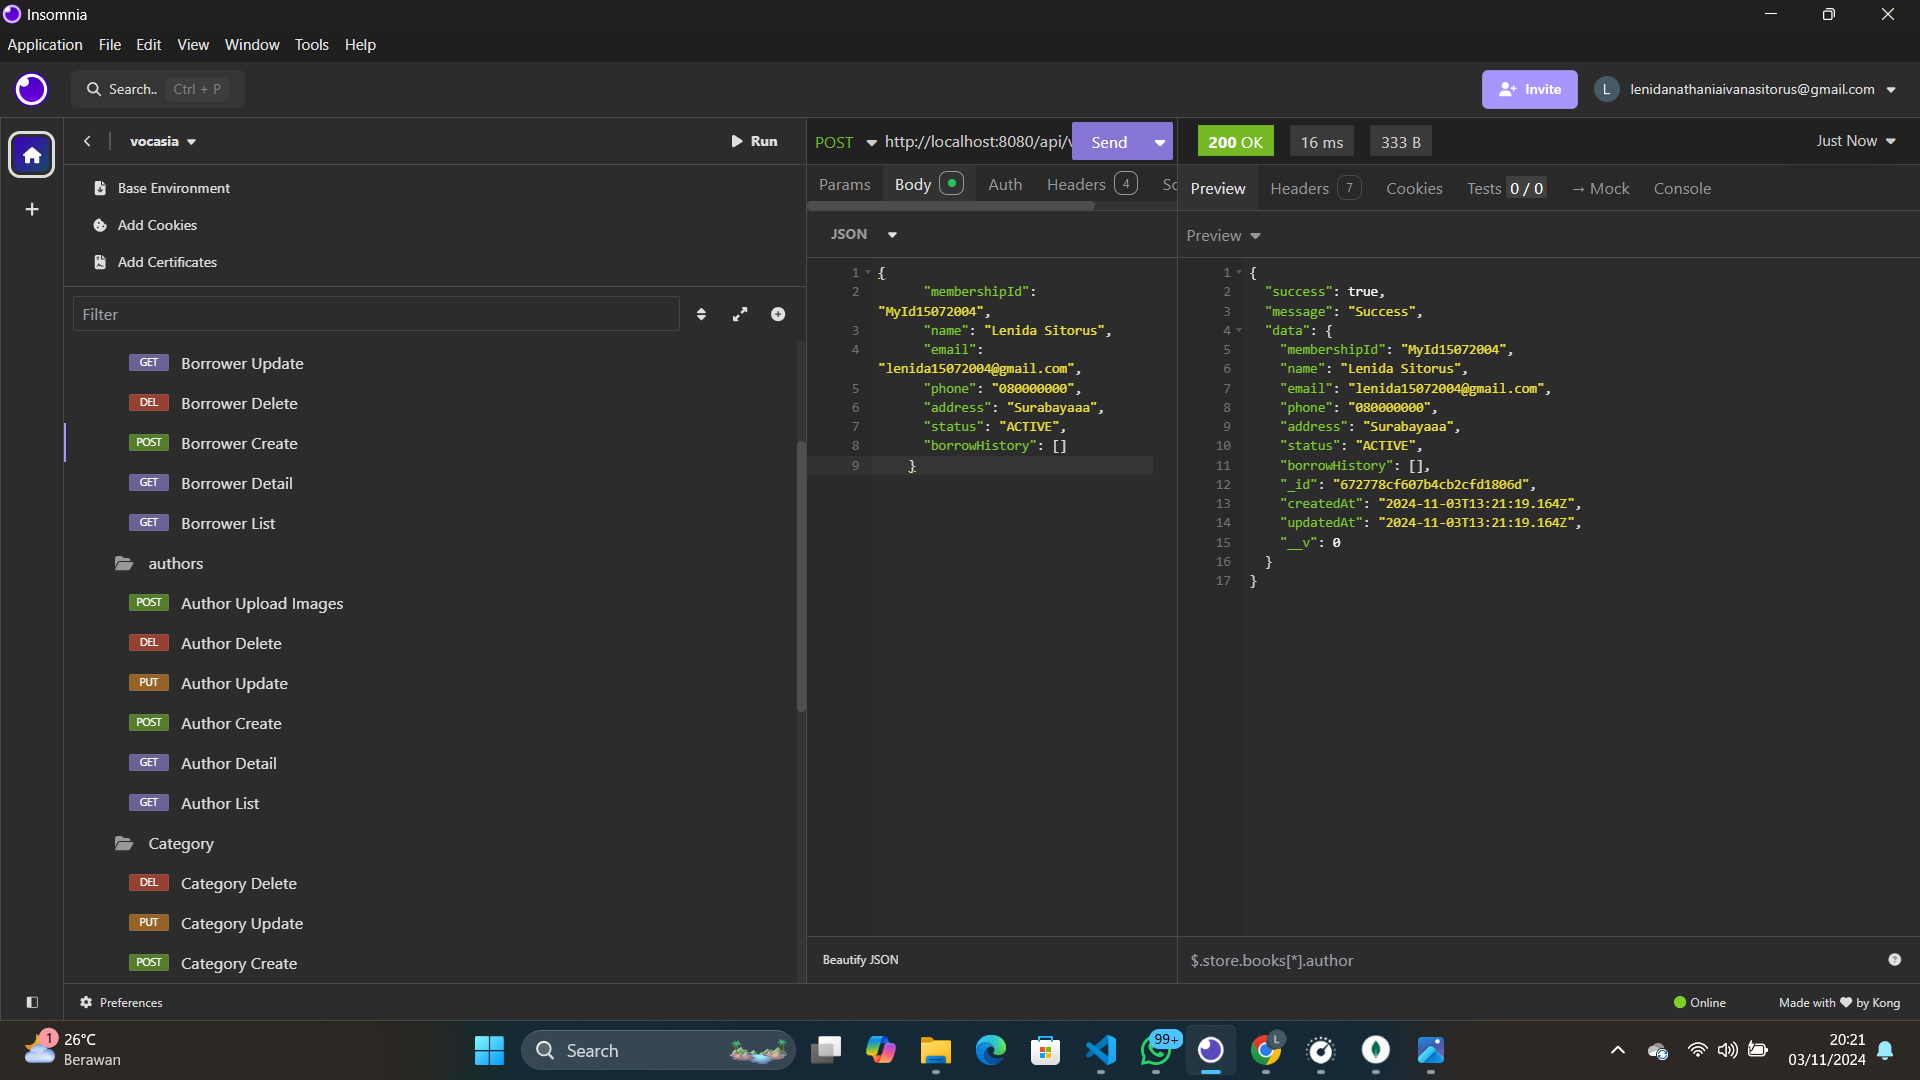 Insomnia
Application File Edit View Window Tools Help
Search.. Ctrl + P
Invite
L lenidanathaniaivanasitorus@gmail.com
vocasia
Run
Base Environment
Add Cookies
Add Certificates
Filter
GET Borrower Update
DEL Borrower Delete
POST Borrower Create
GET Borrower Detail
GET Borrower List
authors
POST Author Upload Images
DEL Author Delete
PUT Author Update
POST Author Create
GET Author Detail
GET Author List
Category
DEL Category Delete
PUT Category Update
POST Category Create
Preferences
POST http://localhost:8080/api/v Send
Params Body Auth Headers 4 Sc
JSON
1 {
2 "membershipId":
"MyId15072004",
3 "name": "Lenida Sitorus",
4 "email":
"lenida15072004@gmail.com",
5 "phone": "080000000",
6 "address": "Surabayaaa",
7 "status": "ACTIVE",
8 "borrowHistory": []
9 }
Beautify JSON
200 OK 16 ms 333 B Just Now
Preview Headers 7 Cookies Tests 0 / 0 → Mock Console
Preview
1 {
2 "success": true,
3 "message": "Success",
4 "data": {
5 "membershipId": "MyId15072004",
6 "name": "Lenida Sitorus",
7 "email": "lenida15072004@gmail.com",
8 "phone": "080000000",
9 "address": "Surabayaaa",
10 "status": "ACTIVE",
11 "borrowHistory": [],
12 "_id": "672778cf607b4cb2cfd1806d",
13 "createdAt": "2024-11-03T13:21:19.164Z",
14 "updatedAt": "2024-11-03T13:21:19.164Z",
15 "__v": 0
16 }
17 }
$.store.books[*].author
Online Made with ♥ by Kong
1
26°C
Berawan
Search
99+
L
20:21
03/11/2024